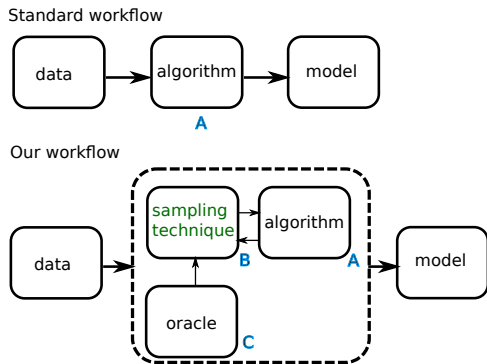 Standard workflow
data
algorithm
model
A
Our workflow
sampling
technique
algorithm
B
A
data
model
oracle
C